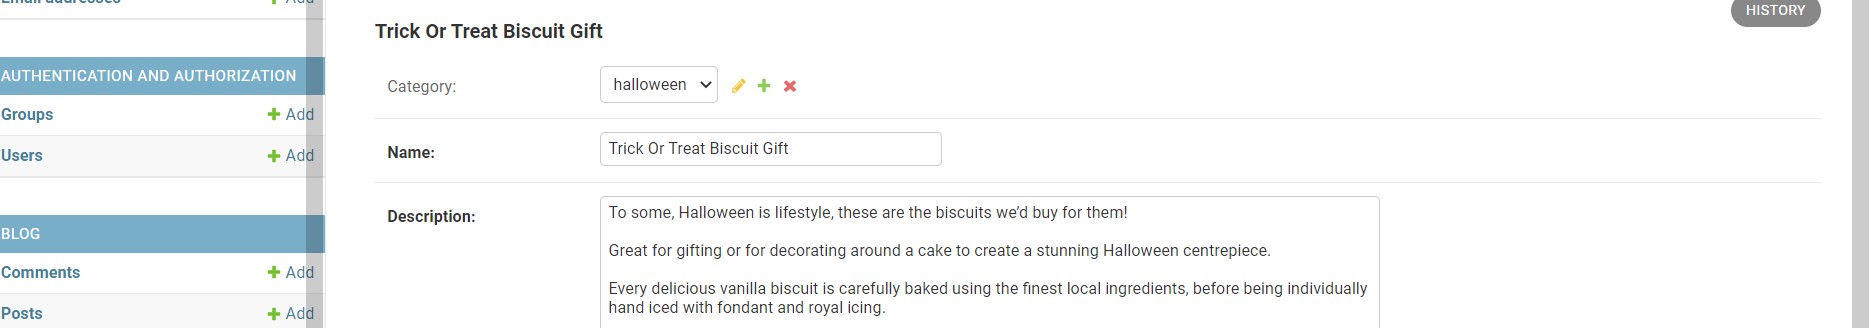 Email addresses Add
AUTHENTICATION AND AUTHORIZATION
Groups Add
Users Add
BLOG
Comments Add
Posts Add
HISTORY
Trick Or Treat Biscuit Gift
Category: halloween
Name: Trick Or Treat Biscuit Gift
Description: To some, Halloween is lifestyle, these are the biscuits we’d buy for them!
Great for gifting or for decorating around a cake to create a stunning Halloween centrepiece.
Every delicious vanilla biscuit is carefully baked using the finest local ingredients, before being individually
hand iced with fondant and royal icing.